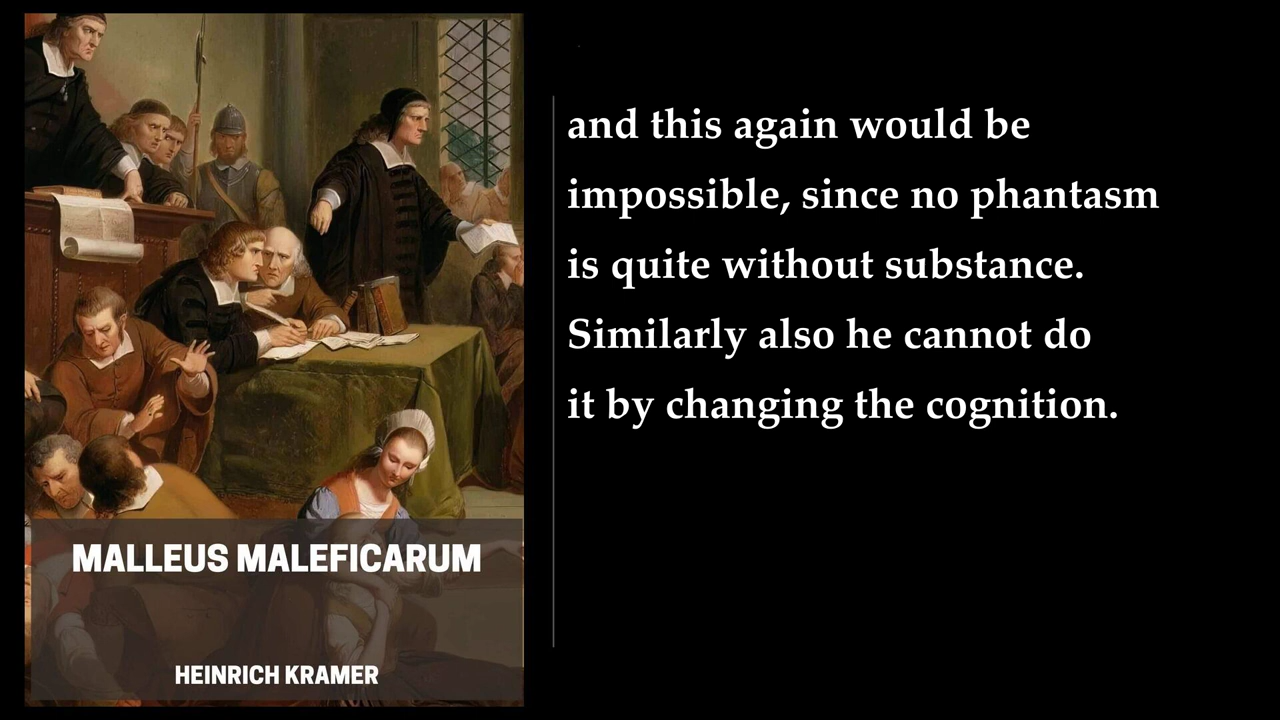 MALLEUS MALEFICARUM
HEINRICH KRAMER
and this again would be
impossible, since no phantasm
is quite without substance.
Similarly also he cannot do
it by changing the cognition.